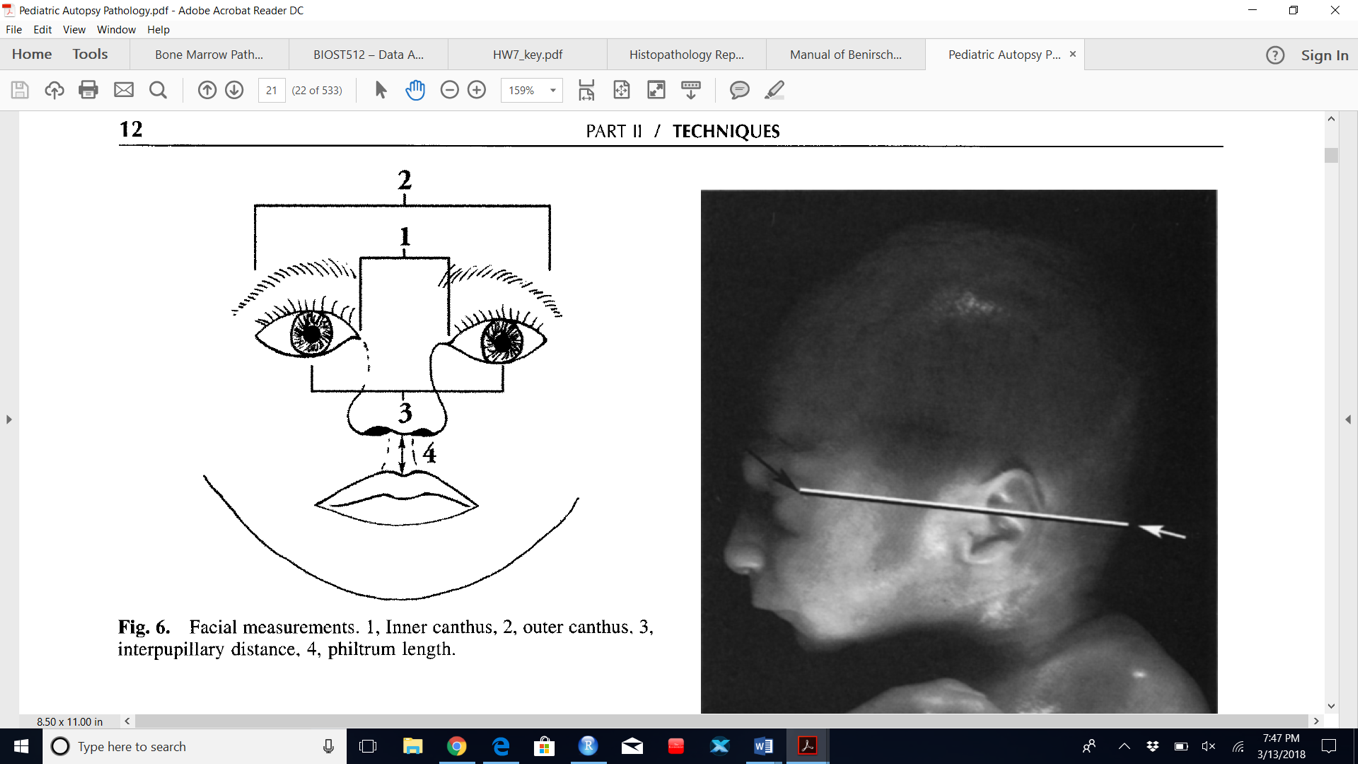 Pediatric Autopsy Pathology.pdf - Adobe Acrobat Reader DC
File Edit View Window Help
Home Tools Bone Marrow Path... BIOST512 – Data A... HW7_key.pdf Histopathology Rep... Manual of Benirsch... Pediatric Autopsy P... × ? Sign In
21 (22 of 533) 159%
12 PART II / TECHNIQUES
2
1
3
4
Fig. 6. Facial measurements. 1, Inner canthus, 2, outer canthus, 3,
interpupillary distance, 4, philtrum length.
8.50 x 11.00 in
Type here to search
7:47 PM
3/13/2018